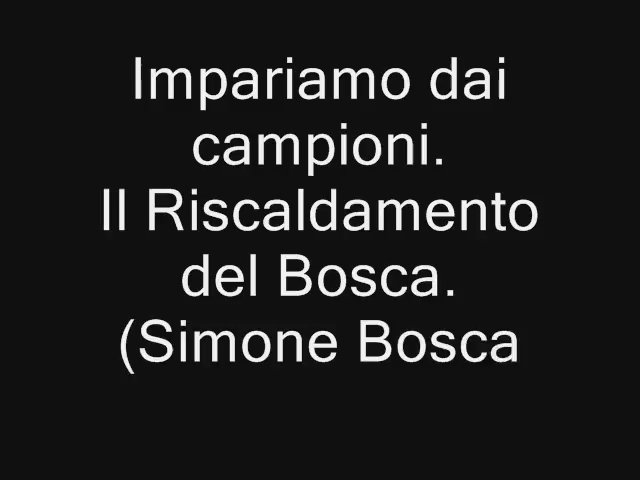 Impariamo dai
campioni.
Il Riscaldamento
del Bosca.
(Simone Bosca